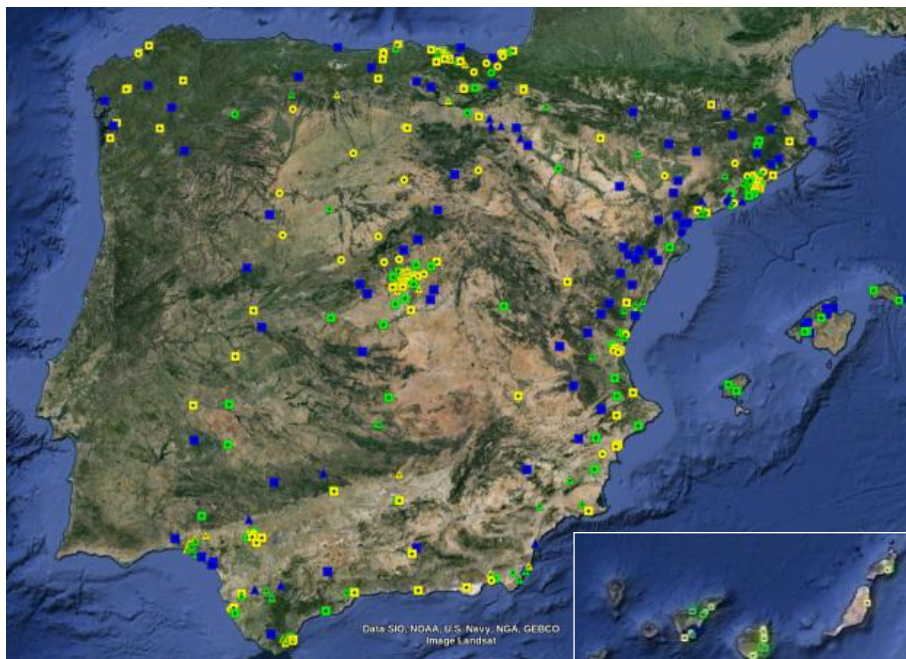 Data SIO, NOAA, U.S. Navy, NGA, GEBCO
Image Landsat